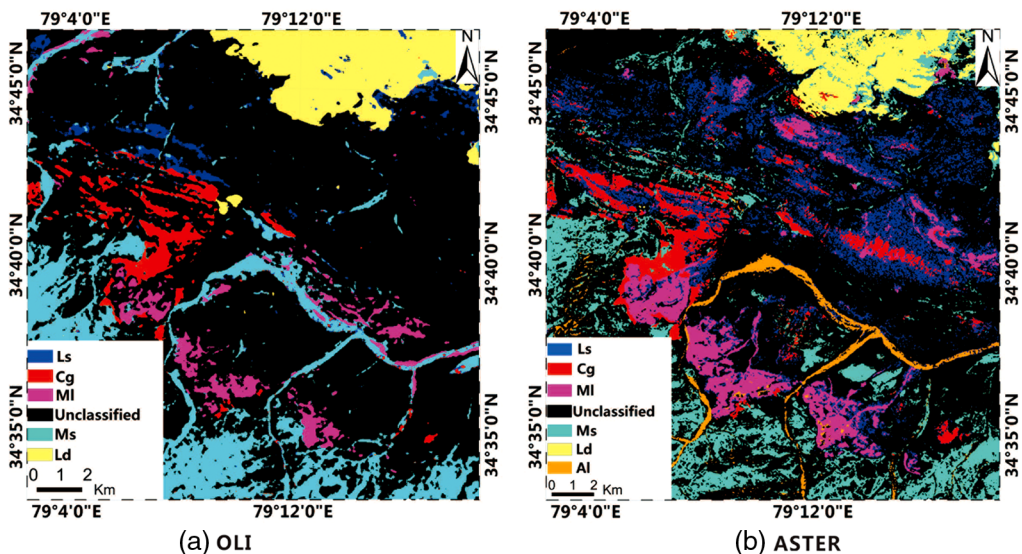 79°4'0"E 79°12'0"E
79°4'0"E 79°12'0"E
N
N
34°45'0"N
34°45'0"N
34°45'0"N
34°45'0"N
34°40'0"N
34°40'0"N
34°40'0"N
34°40'0"N
34°35'0"N
34°35'0"N
34°35'0"N
34°35'0"N
Ls
Cg
Ml
Unclassified
Ms
Ld
0 1 2
Km
Ls
Cg
Ml
Unclassified
Ms
Ld
Al
0 1 2
Km
79°4'0"E 79°12'0"E
79°4'0"E 79°12'0"E
(a) OLI
(b) ASTER